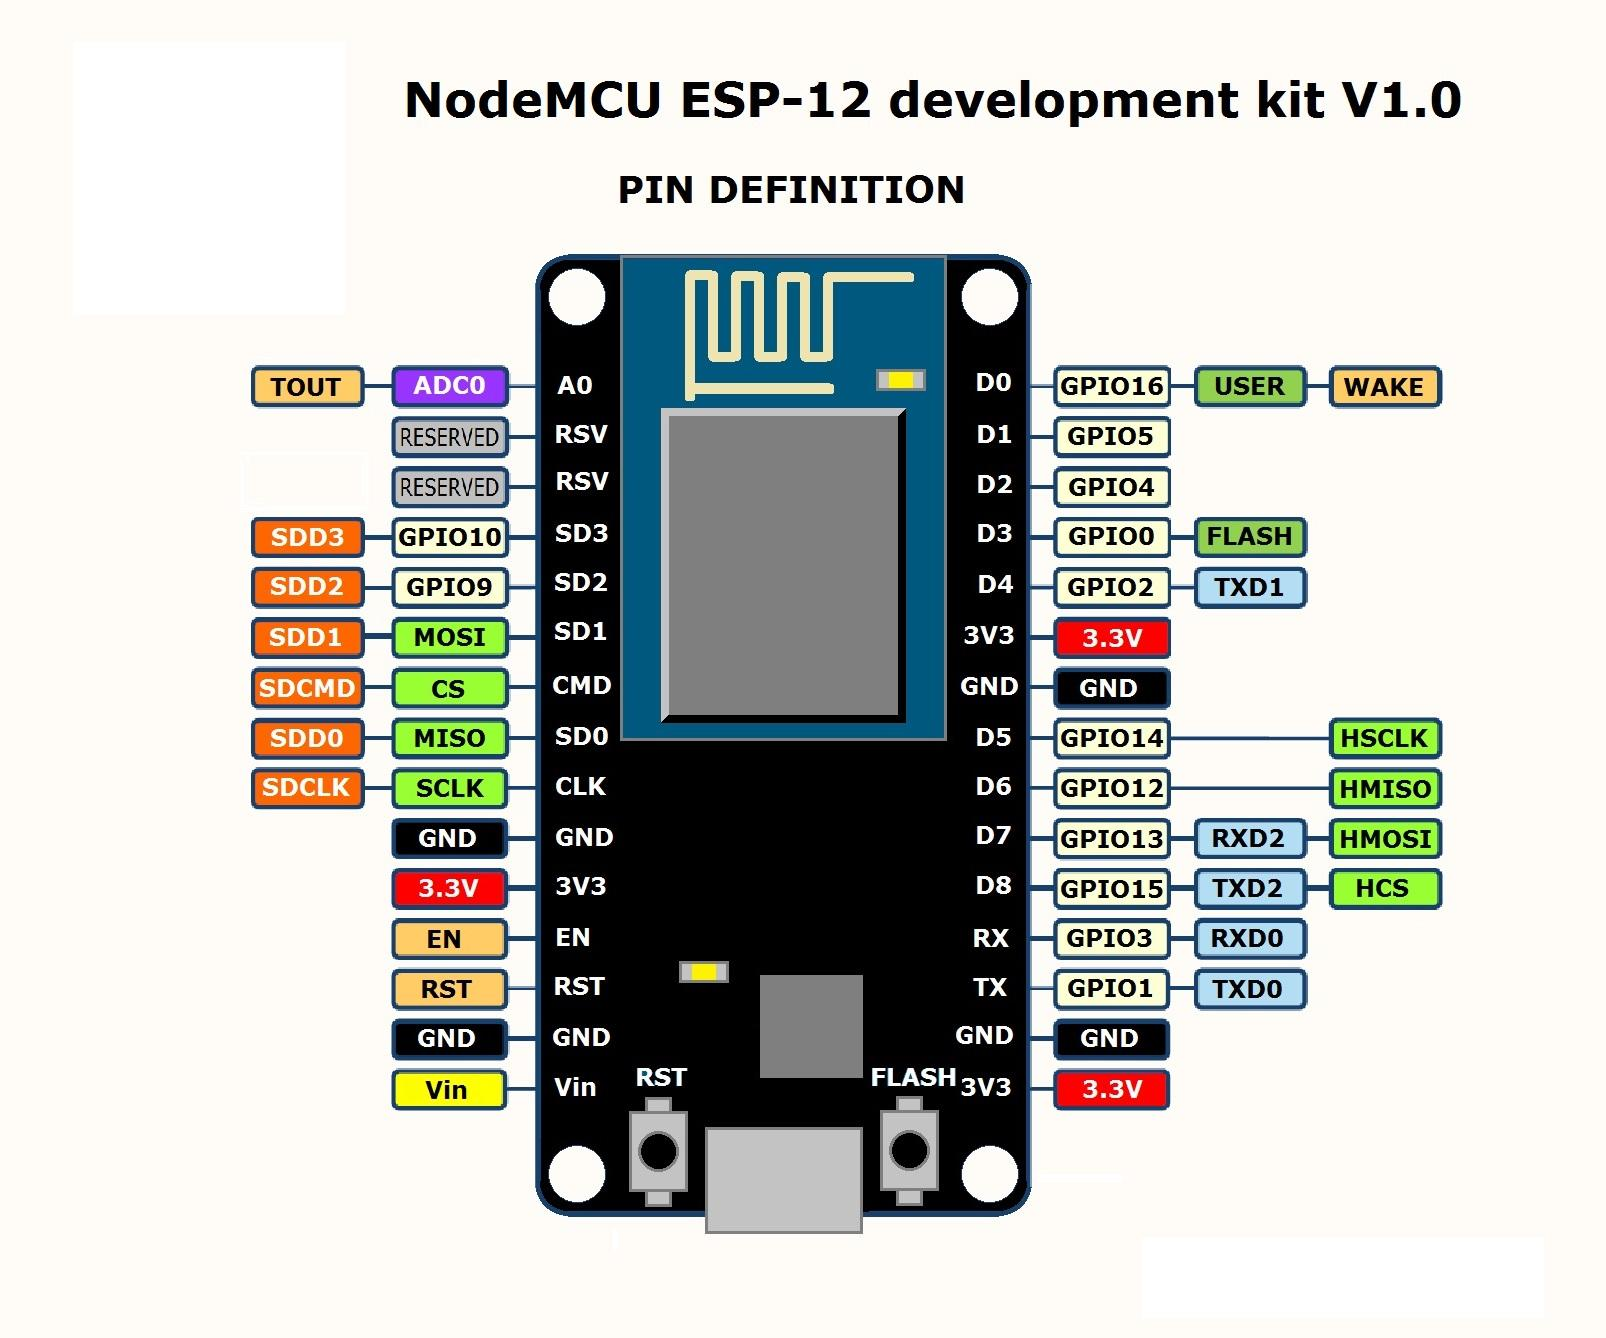 NodeMCU ESP-12 development kit V1.0
PIN DEFINITION
TOUT ADC0 A0 D0 GPIO16 USER WAKE
RESERVED RSV D1 GPIO5
RESERVED RSV D2 GPIO4
SDD3 GPIO10 SD3 D3 GPIO0 FLASH
SDD2 GPIO9 SD2 D4 GPIO2 TXD1
SDD1 MOSI SD1 3V3 3.3V
SDCMD CS CMD GND GND
SDD0 MISO SD0 D5 GPIO14 HSCLK
SDCLK SCLK CLK D6 GPIO12 HMISO
GND GND D7 GPIO13 RXD2 HMOSI
3.3V 3V3 D8 GPIO15 TXD2 HCS
EN EN RX GPIO3 RXD0
RST RST TX GPIO1 TXD0
GND GND GND GND
RST FLASH
Vin Vin 3V3 3.3V